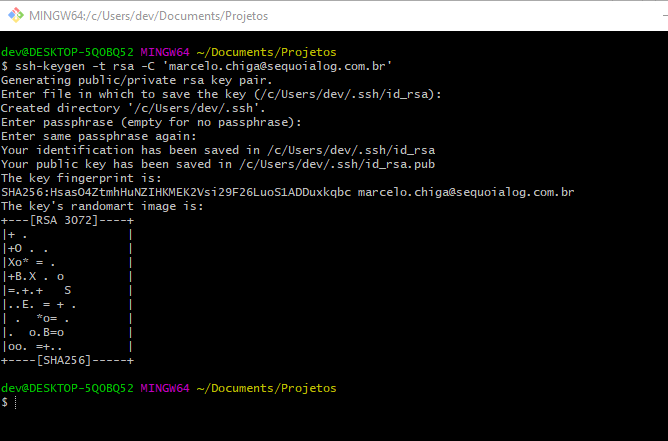 MINGW64:/c/Users/dev/Documents/Projetos
dev@DESKTOP-5Q0BQ52 MINGW64 ~/Documents/Projetos
$ ssh-keygen -t rsa -C 'marcelo.chiga@sequoialog.com.br'
Generating public/private rsa key pair.
Enter file in which to save the key (/c/Users/dev/.ssh/id_rsa):
Created directory '/c/Users/dev/.ssh'.
Enter passphrase (empty for no passphrase):
Enter same passphrase again:
Your identification has been saved in /c/Users/dev/.ssh/id_rsa
Your public key has been saved in /c/Users/dev/.ssh/id_rsa.pub
The key fingerprint is:
SHA256:HsasO4ZtmhHuNZIHKMEK2Vsi29F26LuoS1ADDuxkqbc marcelo.chiga@sequoialog.com.br
The key's randomart image is:
+---[RSA 3072]----+
|+ .              |
|+O . .           |
|Xo* = .          |
|+B.X . o         |
|=.+.+   S        |
|..E. = + .       |
| .  *o= .        |
|.  o.B=o         |
|oo. =+..         |
+----[SHA256]-----+
dev@DESKTOP-5Q0BQ52 MINGW64 ~/Documents/Projetos
$